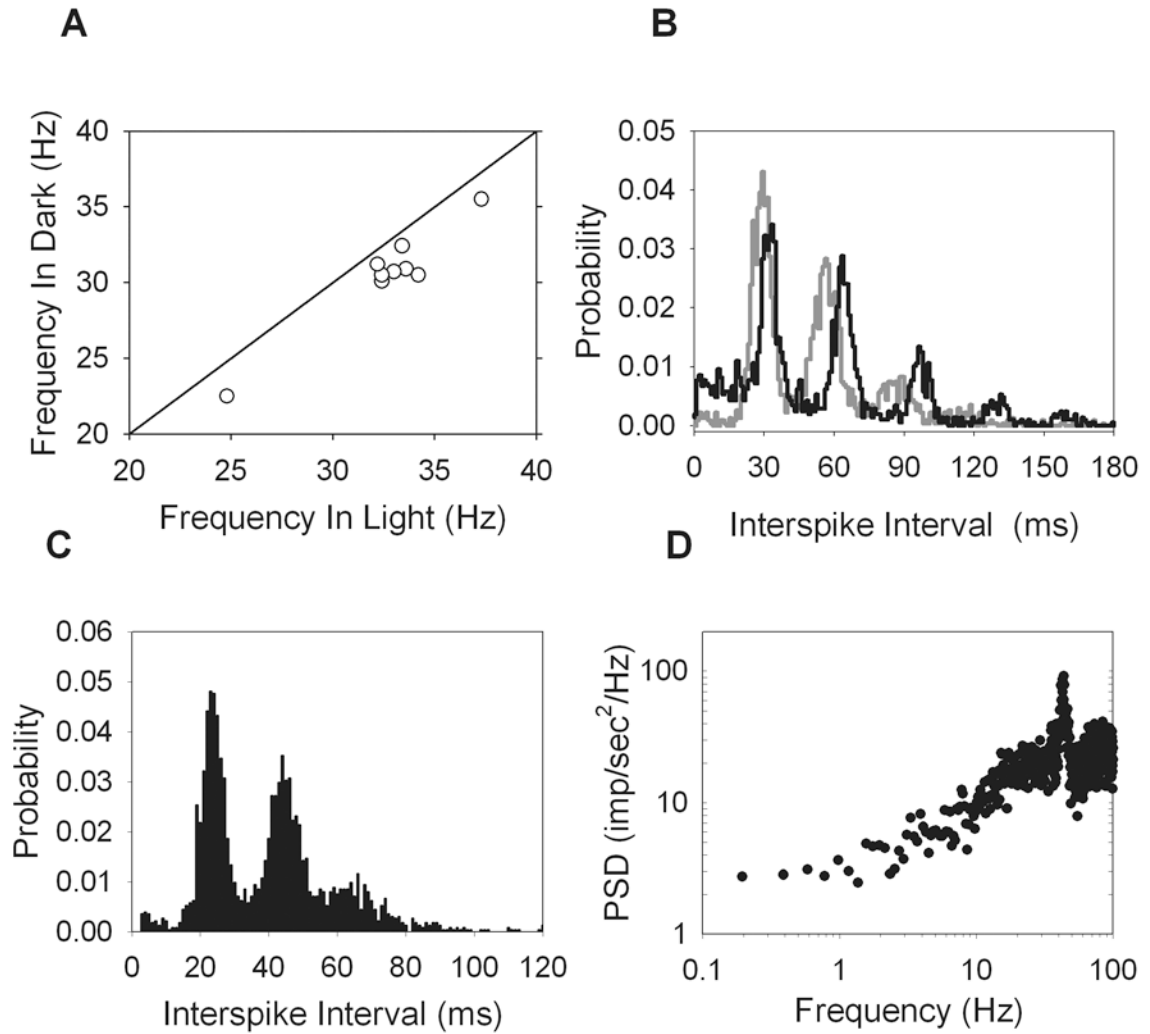 A
Frequency In Dark (Hz)
40
35
30
25
20
20 25 30 35 40
Frequency In Light (Hz)
B
Probability
0.05
0.04
0.03
0.02
0.01
0.00
0 30 60 90 120 150 180
Interspike Interval (ms)
C
Probability
0.06
0.05
0.04
0.03
0.02
0.01
0.00
0 20 40 60 80 100 120
Interspike Interval (ms)
D
PSD (imp/sec²/Hz)
100
10
1
0.1 1 10 100
Frequency (Hz)